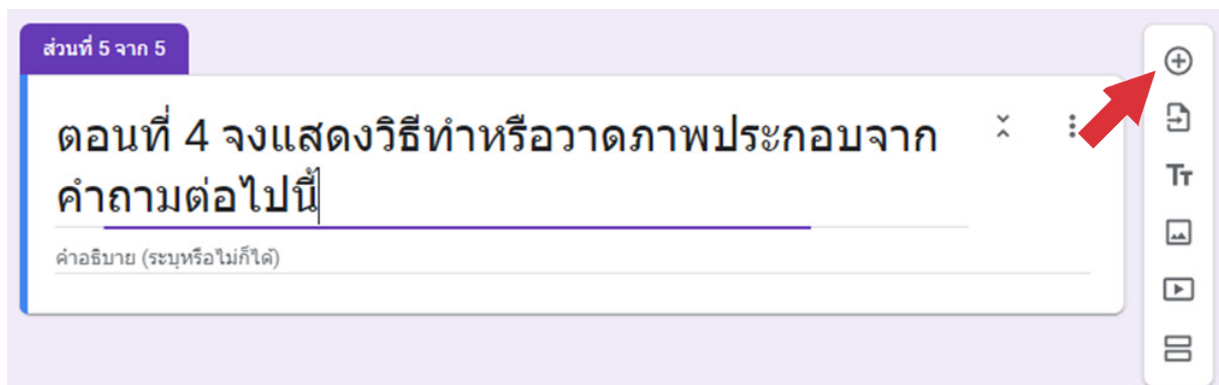 ส่วนที่ 5 จาก 5
ตอนที่ 4 จงแสดงวิธีทำหรือวาดภาพประกอบจาก
คำถามต่อไปนี้
คำอธิบาย (ระบุหรือไม่ก็ได้)
Tт